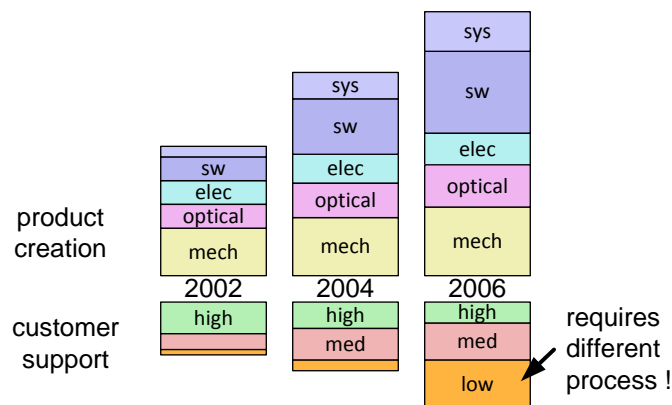 sys
sys
sw
sw
sw
elec
elec
elec
optical
optical
optical
product
creation
mech
mech
mech
2002
2004
2006
customer
support
high
high
high
med
med
low
requires
different
process !